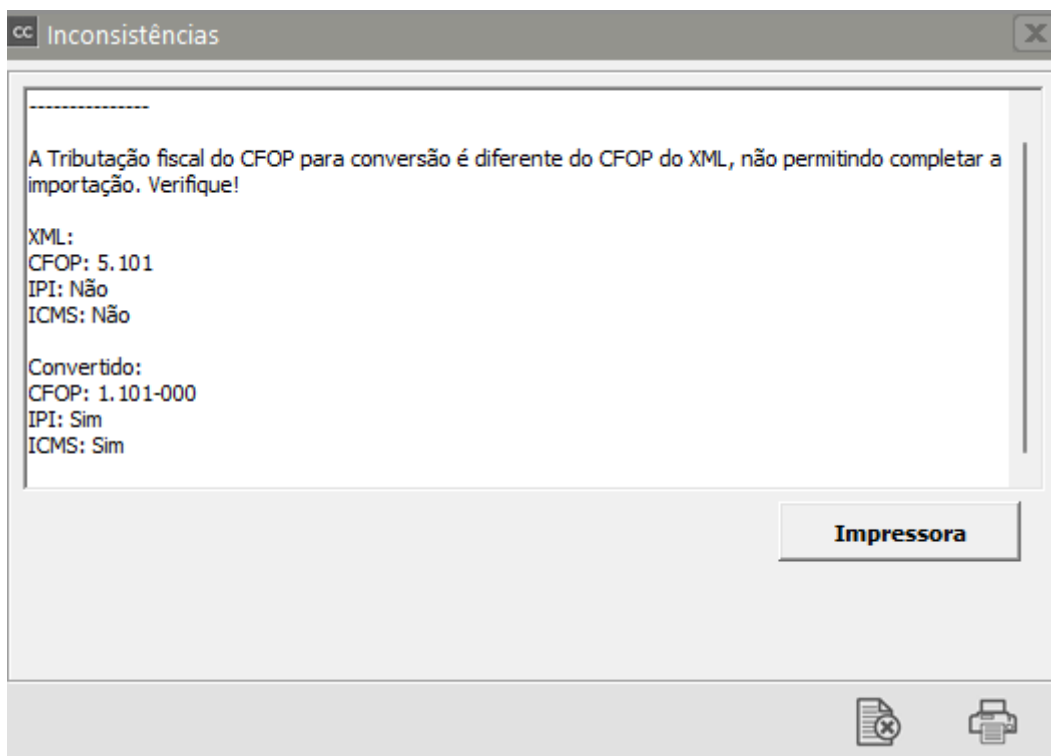 cc Inconsistências
X
---------------
A Tributação fiscal do CFOP para conversão é diferente do CFOP do XML, não permitindo completar a
importação. Verifique!
XML:
CFOP: 5.101
IPI: Não
ICMS: Não
Convertido:
CFOP: 1.101-000
IPI: Sim
ICMS: Sim
Impressora